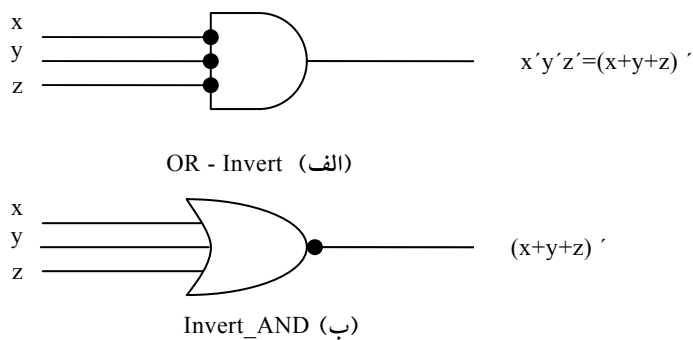 x
y
z
x´y´z´=(x+y+z) ´
OR - Invert (الف)
x
y
z
(x+y+z) ´
Invert_AND (ب)